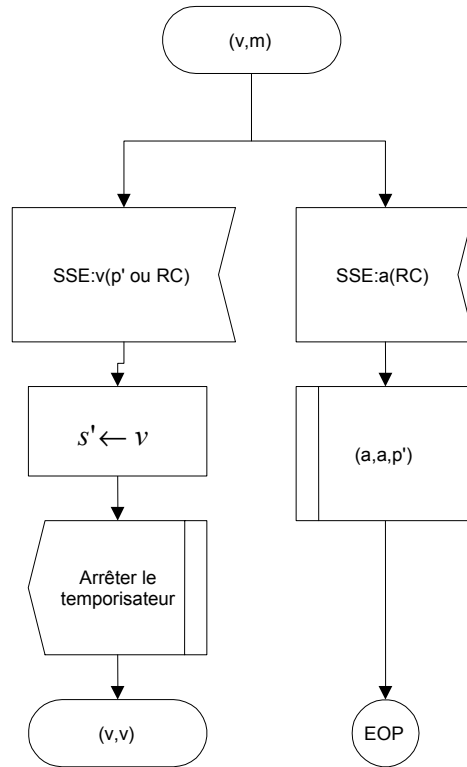 (v,m)
SSE:v(p' ou RC)
SSE:a(RC)
s' ← v
(a,a,p')
Arrêter le
temporisateur
(v,v)
EOP